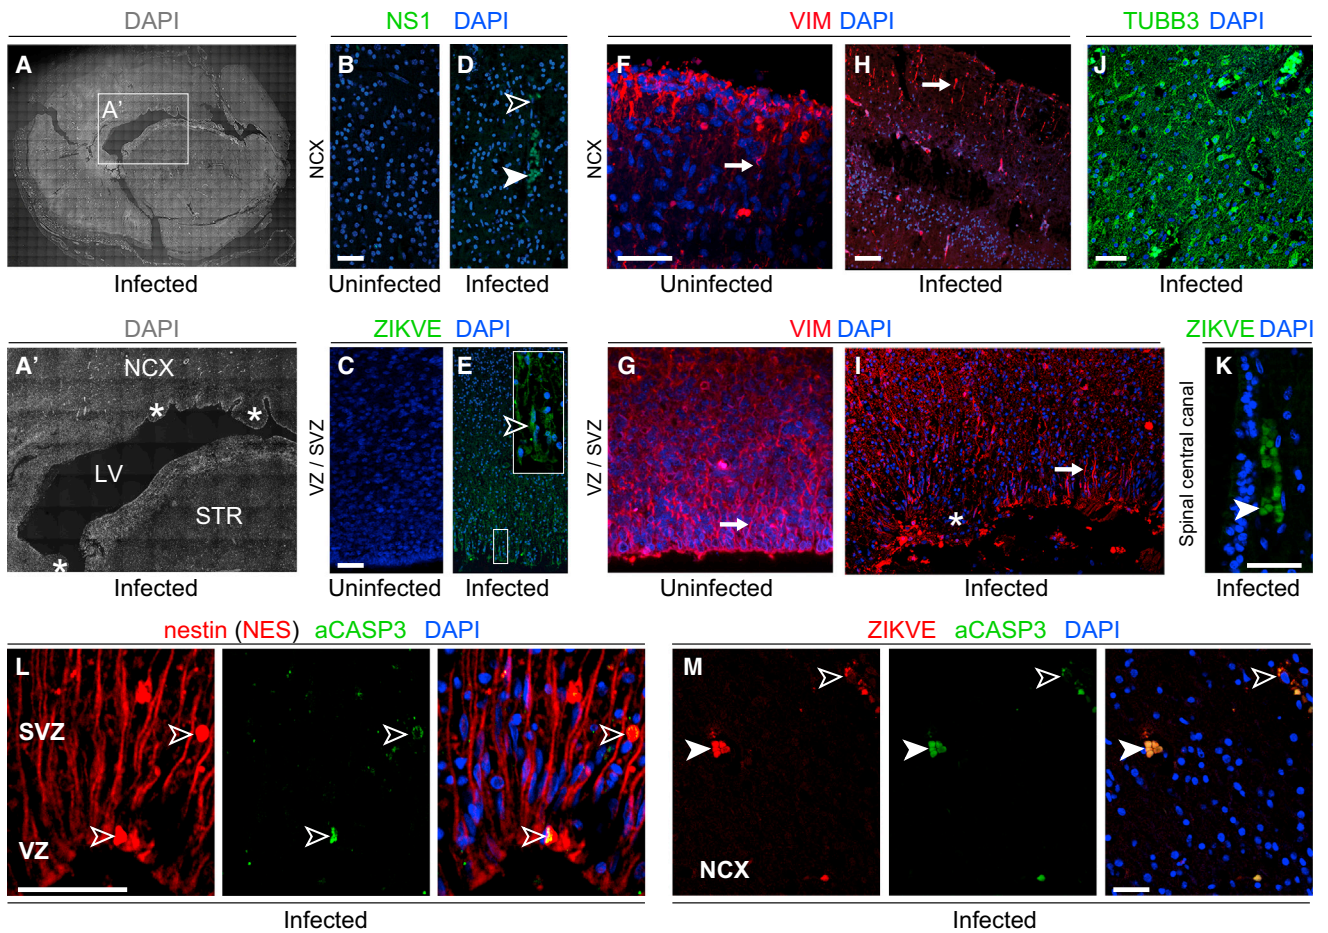 DAPI
NS1 DAPI
VIM DAPI
TUBB3 DAPI
A
A'
B
D
F
H
J
NCX
NCX
Infected
Uninfected
Infected
Uninfected
Infected
Infected
DAPI
ZIKVE DAPI
VIM DAPI
ZIKVE DAPI
A'
NCX
*
*
LV
STR
*
C
E
G
I
*
K
VZ / SVZ
VZ / SVZ
Spinal central canal
Infected
Uninfected
Infected
Uninfected
Infected
Infected
nestin (NES) aCASP3 DAPI
ZIKVE aCASP3 DAPI
L
SVZ
VZ
M
NCX
Infected
Infected